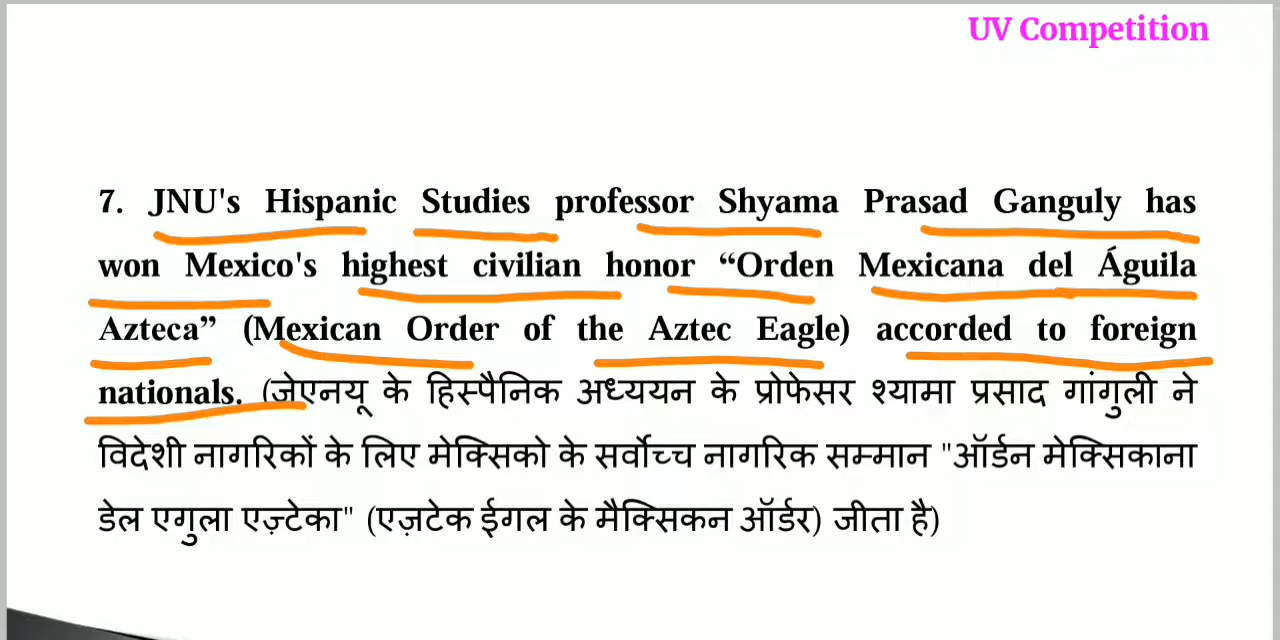 UV Competition
7. JNU's Hispanic Studies professor Shyama Prasad Ganguly has
won Mexico's highest civilian honor “Orden Mexicana del Águila
Azteca” (Mexican Order of the Aztec Eagle) accorded to foreign
nationals. (जेएनयू के हिस्पैनिक अध्ययन के प्रोफेसर श्यामा प्रसाद गांगुली ने
विदेशी नागरिकों के लिए मेक्सिको के सर्वोच्च नागरिक सम्मान "ऑर्डन मेक्सिकाना
डेल एगुला एज़्टेका" (एज़टेक ईगल के मैक्सिकन ऑर्डर) जीता है)